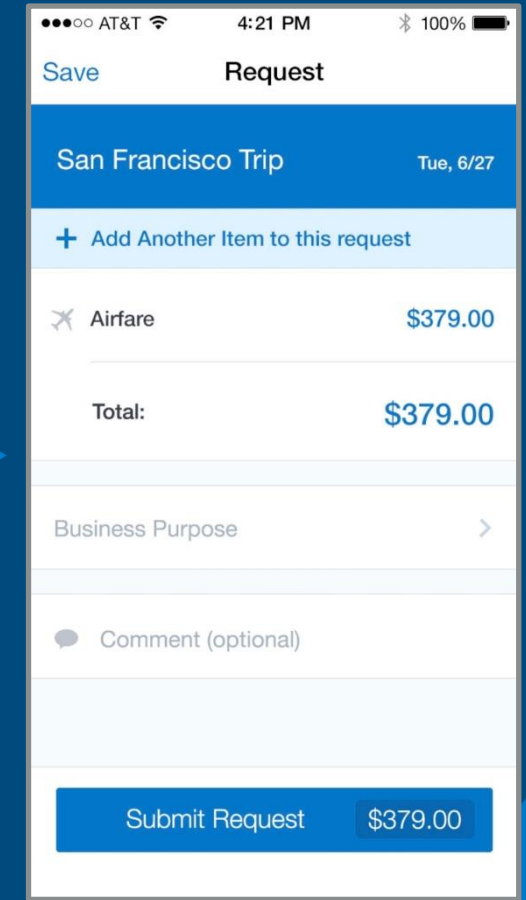 AT&T 4:21 PM 100%
Save Request
San Francisco Trip Tue, 6/27
+ Add Another Item to this request
Airfare $379.00
Total: $379.00
Business Purpose
Comment (optional)
Submit Request $379.00